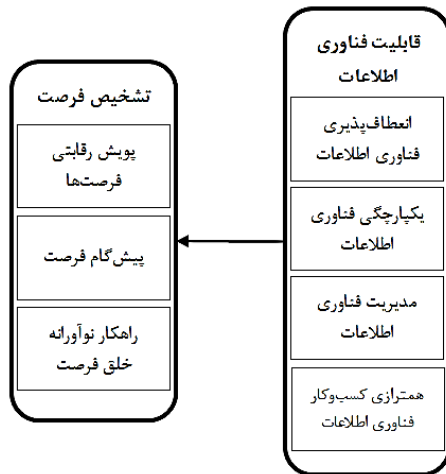 قابلیت فناوری
اطلاعات
انعطاف‌پذیری
فناوری اطلاعات
یکپارچگی فناوری
اطلاعات
مدیریت فناوری
اطلاعات
همترازی کسب‌وکار
فناوری اطلاعات
تشخیص فرصت
پویش رقابتی
فرصت‌ها
پیش‌گام فرصت
راهکار نوآورانه
خلق فرصت